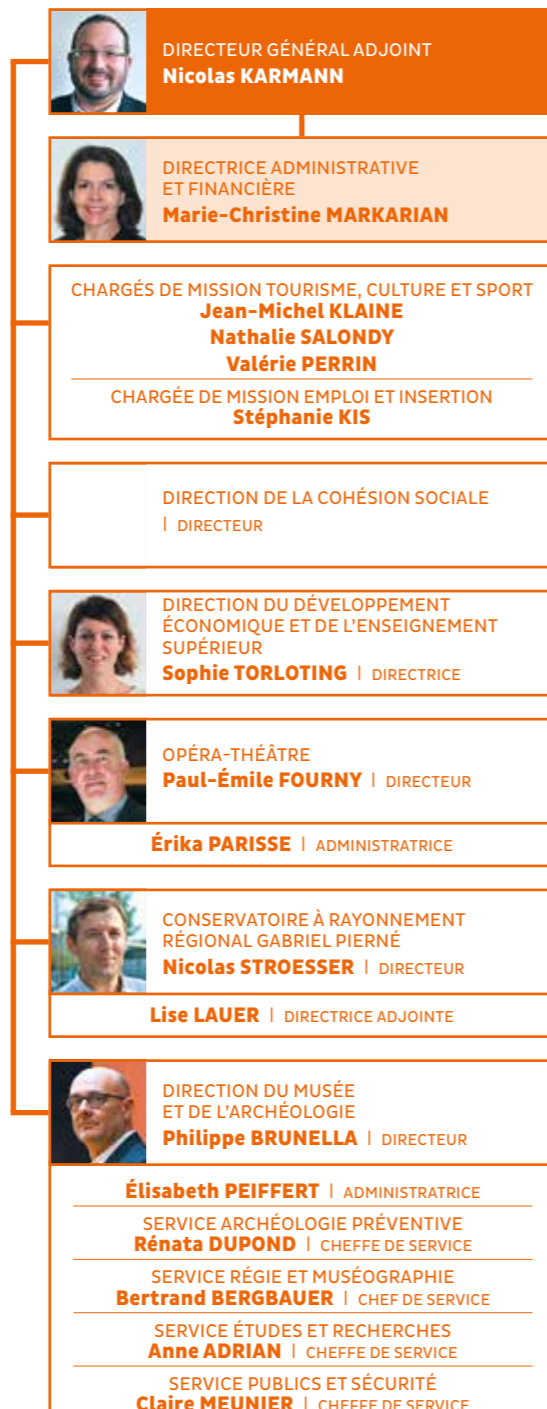 DIRECTEUR GÉNÉRAL ADJOINT
Nicolas KARMANN
DIRECTRICE ADMINISTRATIVE
ET FINANCIÈRE
Marie-Christine MARKARIAN
CHARGÉS DE MISSION TOURISME, CULTURE ET SPORT
Jean-Michel KLAINE
Nathalie SALONDY
Valérie PERRIN
CHARGÉE DE MISSION EMPLOI ET INSERTION
Stéphanie KIS
DIRECTION DE LA COHÉSION SOCIALE
| DIRECTEUR
DIRECTION DU DÉVELOPPEMENT
ÉCONOMIQUE ET DE L'ENSEIGNEMENT
SUPÉRIEUR
Sophie TORLOTING | DIRECTRICE
OPÉRA-THÉÂTRE
Paul-Émile FOURNY | DIRECTEUR
Érika PARISSE | ADMINISTRATRICE
CONSERVATOIRE À RAYONNEMENT
RÉGIONAL GABRIEL PIERNÉ
Nicolas STROESSER | DIRECTEUR
Lise LAUER | DIRECTRICE ADJOINTE
DIRECTION DU MUSÉE
ET DE L'ARCHÉOLOGIE
Philippe BRUNELLA | DIRECTEUR
Élisabeth PEIFFERT | ADMINISTRATRICE
SERVICE ARCHÉOLOGIE PRÉVENTIVE
Rénata DUPOND | CHEFFE DE SERVICE
SERVICE RÉGIE ET MUSÉOGRAPHIE
Bertrand BERGBAUER | CHEF DE SERVICE
SERVICE ÉTUDES ET RECHERCHES
Anne ADRIAN | CHEFFE DE SERVICE
SERVICE PUBLICS ET SÉCURITÉ
Claire MEUNIER | CHEFFE DE SERVICE